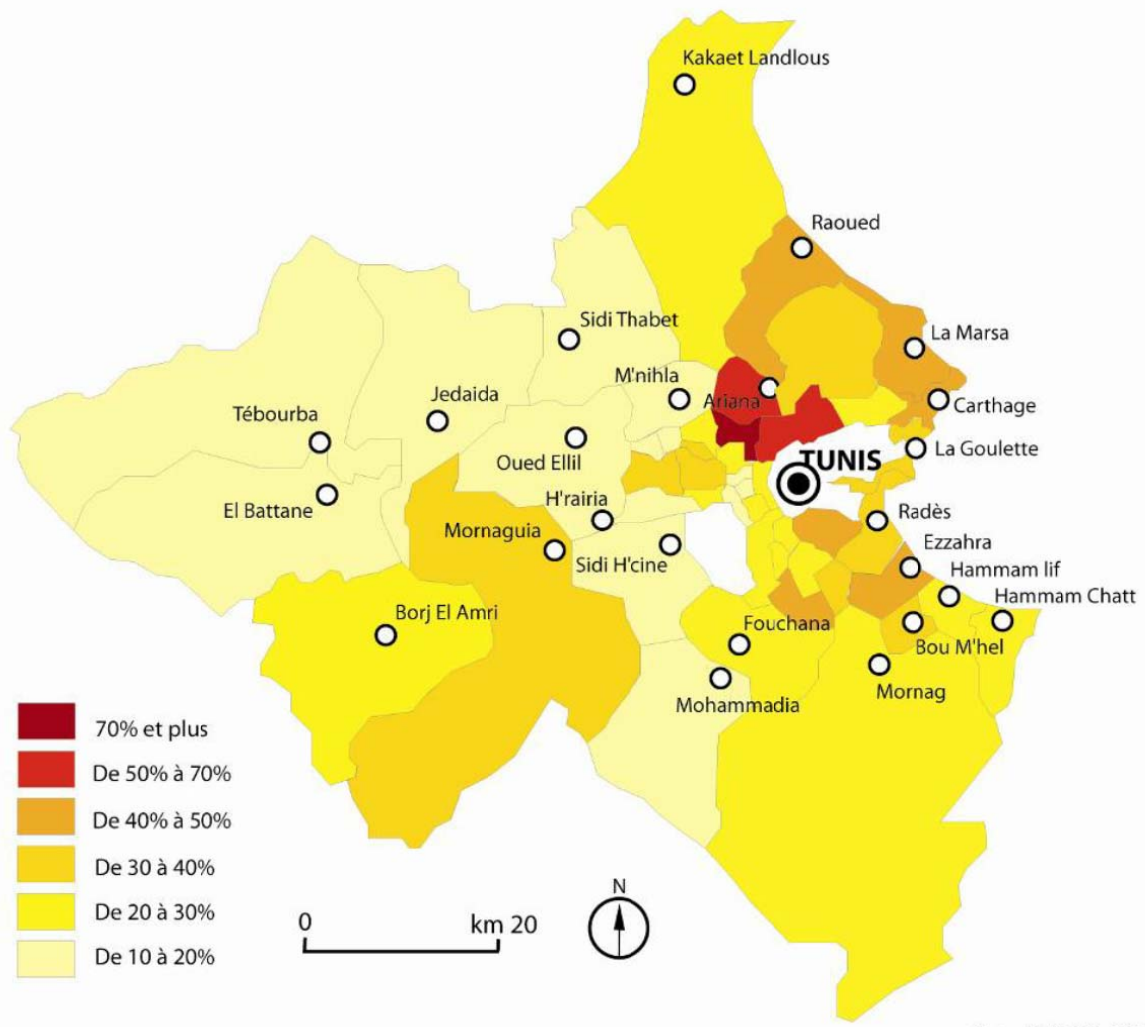 Kakaet Landlous
Raoued
Sidi Thabet
La Marsa
M'nihla
Jedaida
Ariana
Carthage
Tébourba
La Goulette
TUNIS
Oued Ellil
H'rairia
El Battane
Radès
Mornaguia
Ezzahra
Sidi H'cine
Hammam lif
Hammam Chatt
Borj El Amri
Fouchana
Bou M'hel
Mornag
Mohammadia
70% et plus
De 50% à 70%
De 40% à 50%
De 30 à 40%
De 20 à 30%
De 10 à 20%
0 km 20
N